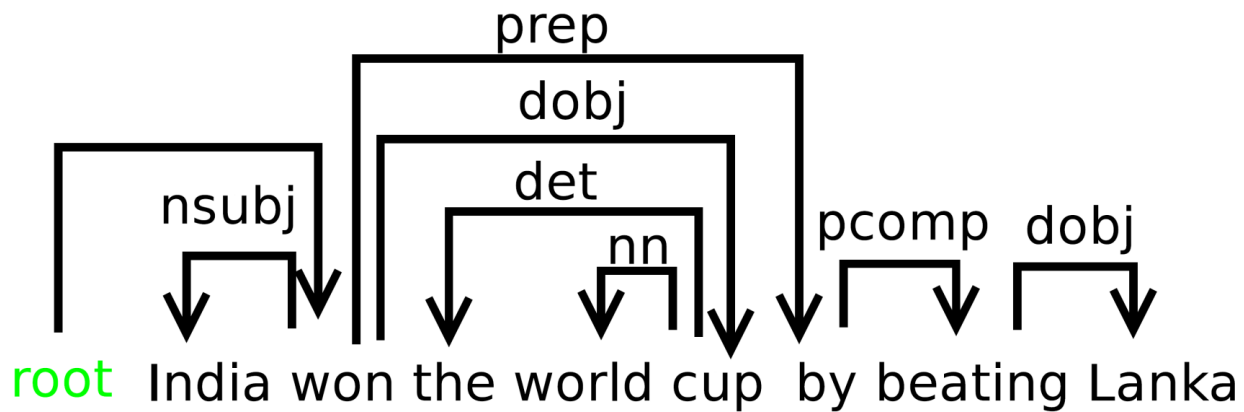 prep
dobj
det
nsubj
nn
pcomp dobj
root India won the world cup by beating Lanka